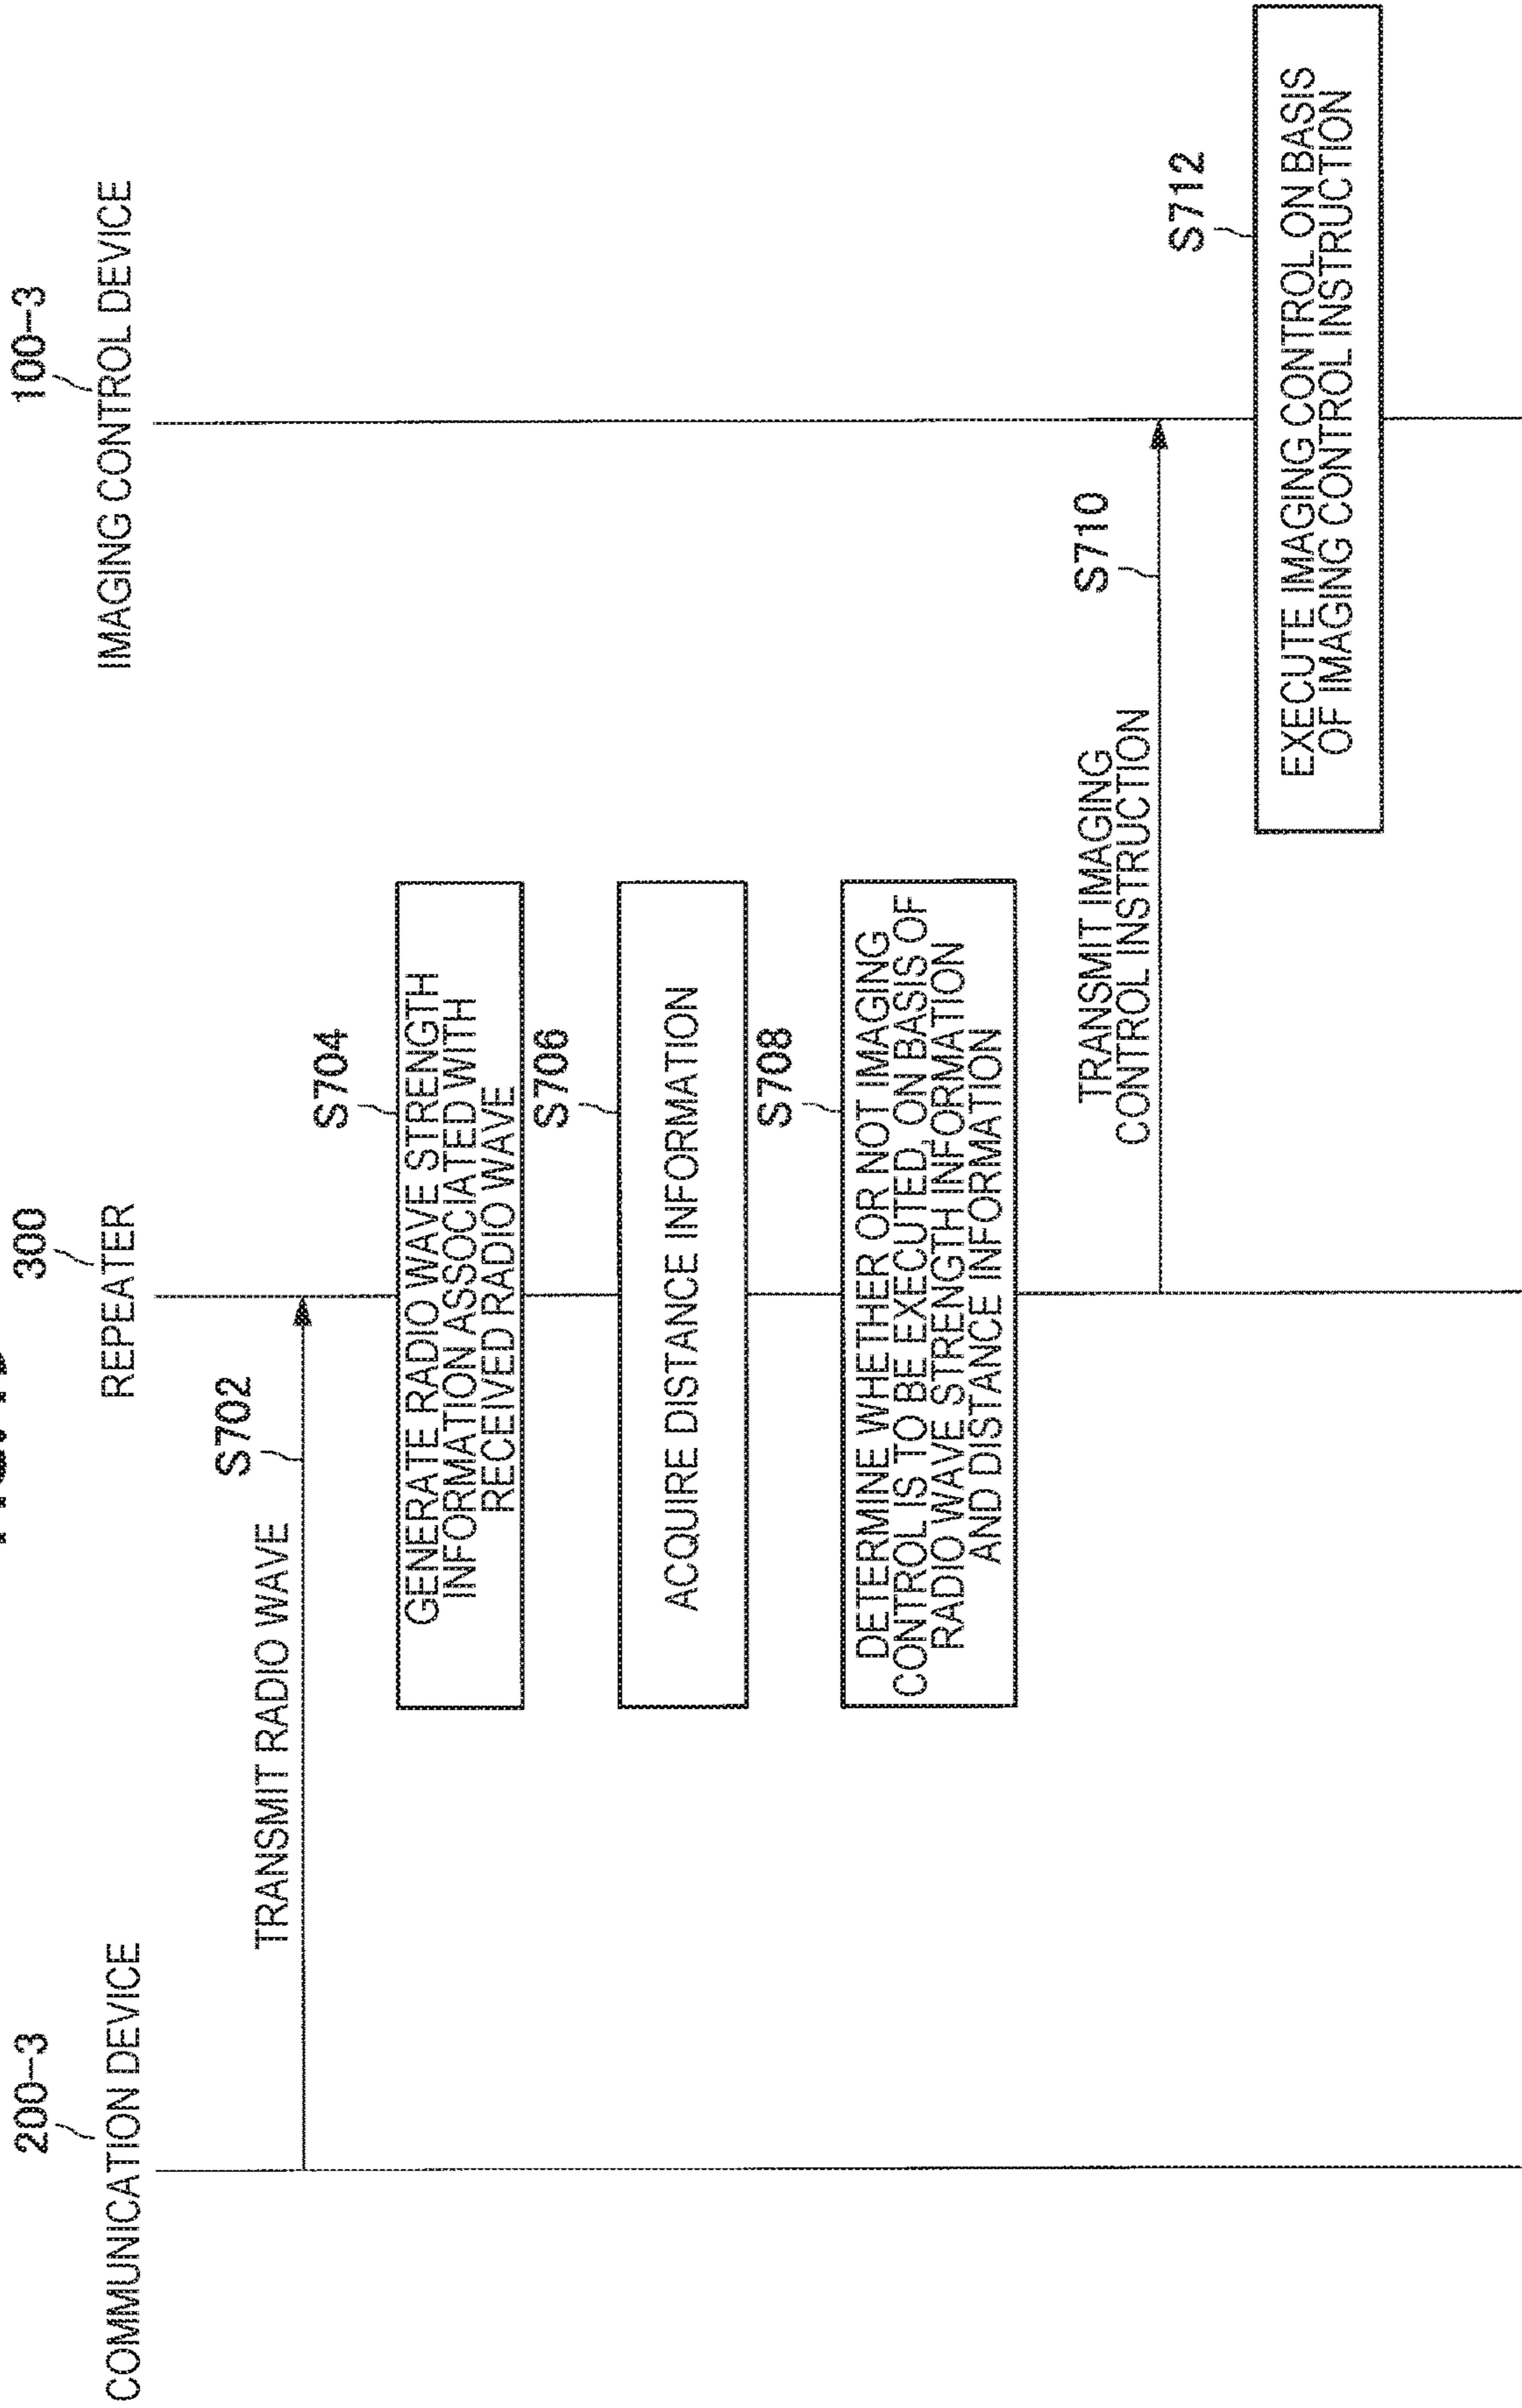 200-3
COMMUNICATION DEVICE
300
REPEATER
100-3
IMAGING CONTROL DEVICE
S702
TRANSMIT RADIO WAVE
S704
GENERATE RADIO WAVE STRENGTH
INFORMATION ASSOCIATED WITH
RECEIVED RADIO WAVE
S706
ACQUIRE DISTANCE INFORMATION
S708
DETERMINE WHETHER OR NOT IMAGING
CONTROL IS TO BE EXECUTED, ON BASIS OF
RADIO WAVE STRENGTH INFORMATION
AND DISTANCE INFORMATION
S710
TRANSMIT IMAGING
CONTROL INSTRUCTION
S712
EXECUTE IMAGING CONTROL ON BASIS
OF IMAGING CONTROL INSTRUCTION